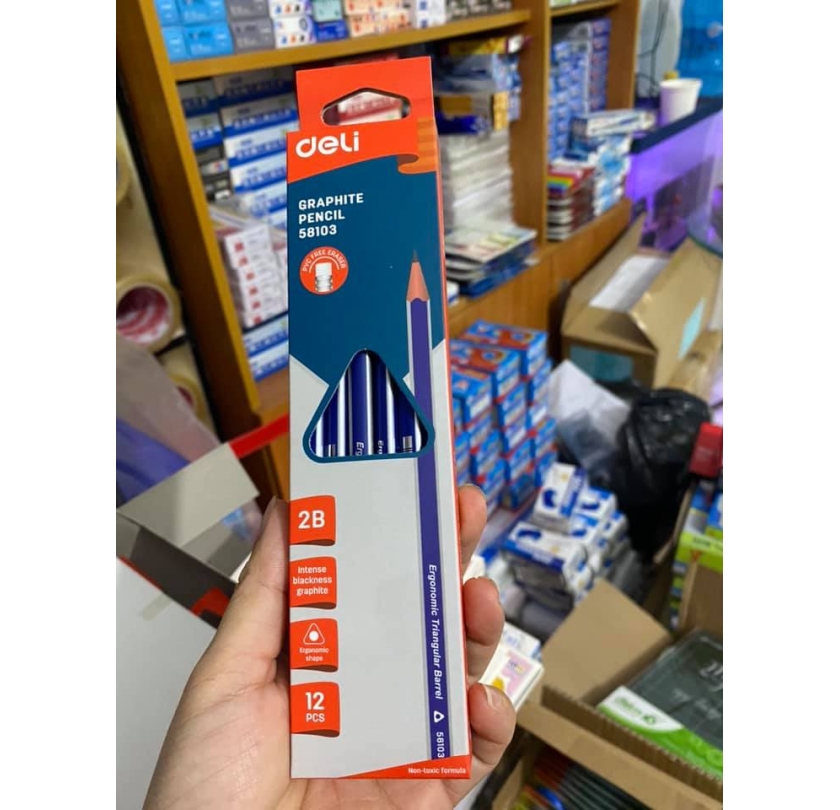 deli
GRAPHITE
PENCIL
58103
PVC FREE ERASER
2B
Intense
blackness
graphite
Ergonomic
shape
12
PCS
Ergonomic Triangular Barrel
58103
Non-toxic formula